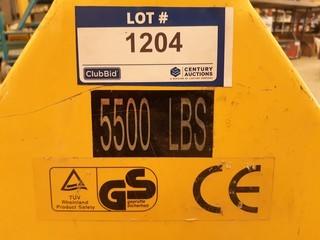 LOT #
1204
ClubBid
CENTURY
AUCTIONS
5500 LBS
TÜV
Rheinland
Product Safety
GS
geprüfte
Sicherheit
CE